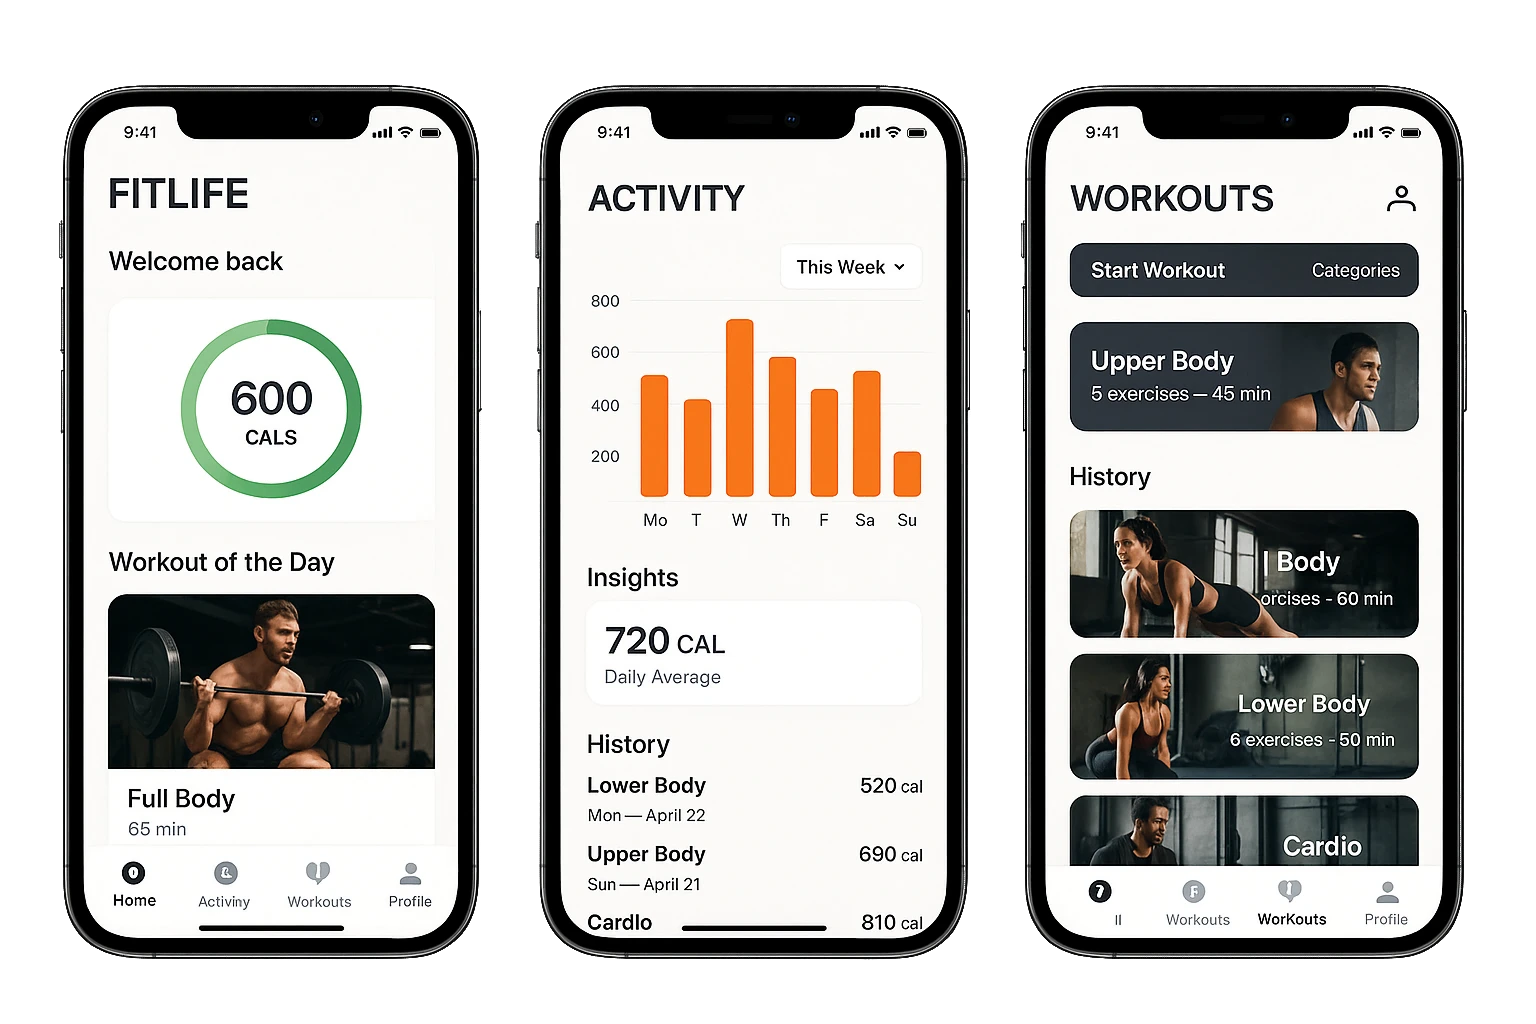 9:41
FITLIFE
Welcome back
600
CALS
Workout of the Day
Full Body
65 min
Home
Activiny
Workouts
Profile
9:41
ACTIVITY
This Week
800
600
400
200
Mo T W Th F Sa Su
Insights
720 CAL
Daily Average
History
Lower Body 520 cal
Mon — April 22
Upper Body 690 cal
Sun — April 21
Cardlo 810 cal
9:41
WORKOUTS
Start Workout Categories
Upper Body
5 exercises — 45 min
History
Body
orcises - 60 min
Lower Body
6 exercises - 50 min
Cardio
Workouts
WorKouts
Profile